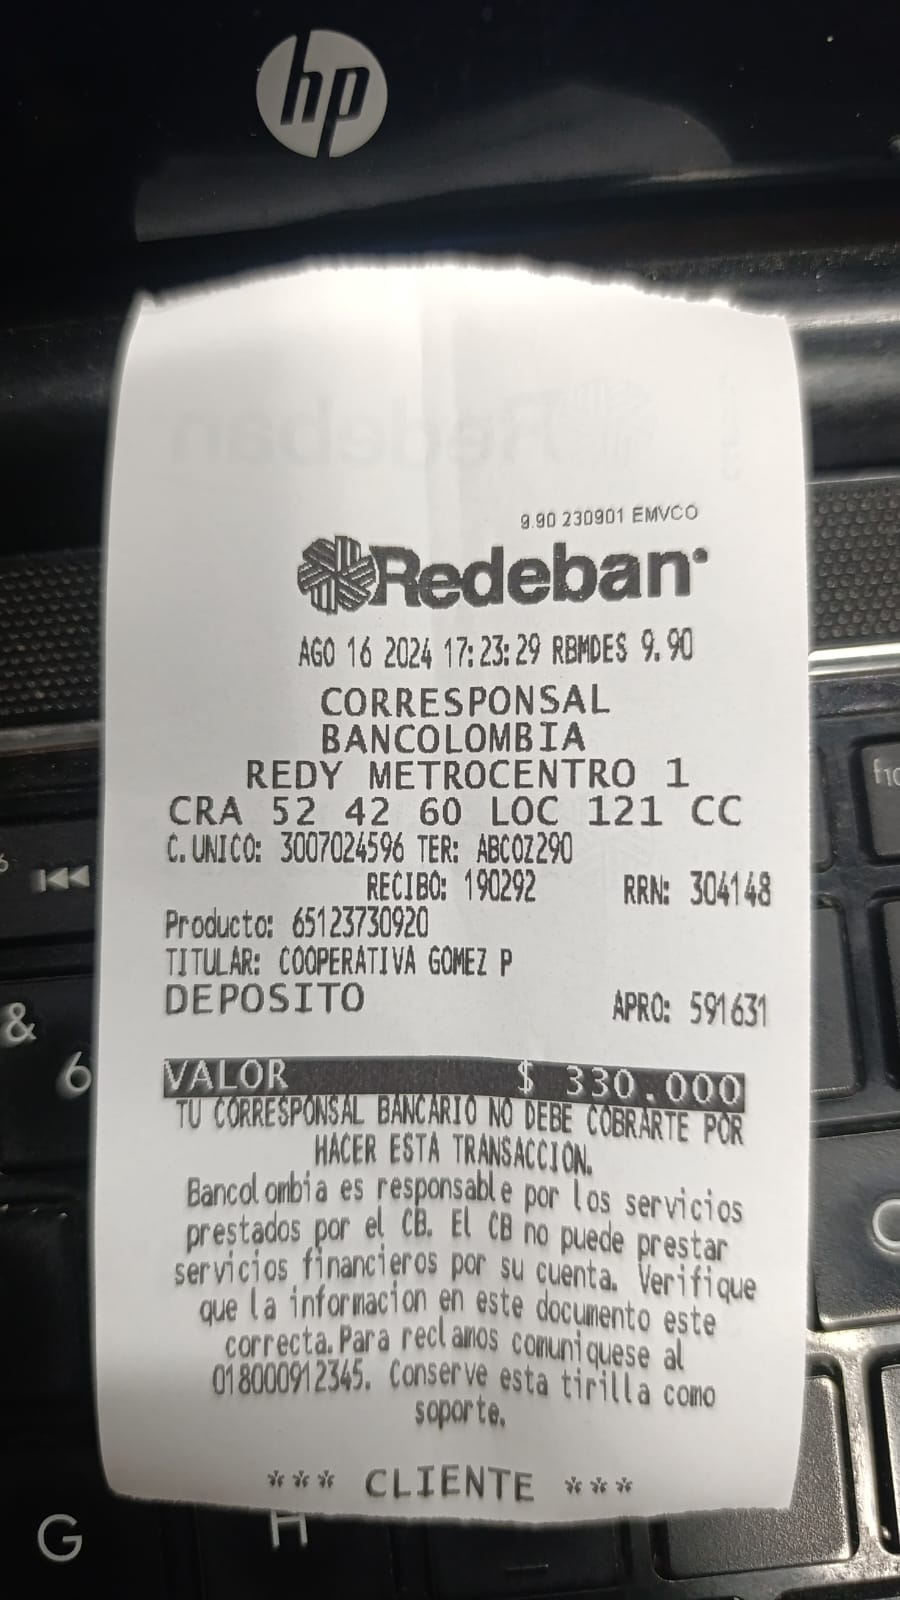 hp
9.90 230901 EMVCO
Redeban
AGO 16 2024 17:23:29 RBMDES 9.90
CORRESPONSAL
BANCOLOMBIA
REDY METROCENTRO 1
CRA 52 42 60 LOC 121 CC
C.UNICO: 3007024596 TER: ABCOZ290
RECIBO: 190292 RRN: 304148
Producto: 65123730920
TITULAR: COOPERATIVA GOMEZ P
DEPOSITO APRO: 591631
VALOR $ 330.000
TU CORRESPONSAL BANCARIO NO DEBE COBRARTE POR
HACER ESTA TRANSACCION.
Bancolombia es responsable por los servicios
prestados por el CB. El CB no puede prestar
servicios financieros por su cuenta. Verifique
que la informacion en este documento este
correcta. Para reclamos comuniquese al
018000912345. Conserve esta tirilla como
soporte.
*** CLIENTE ***
&
6
G
H
f10